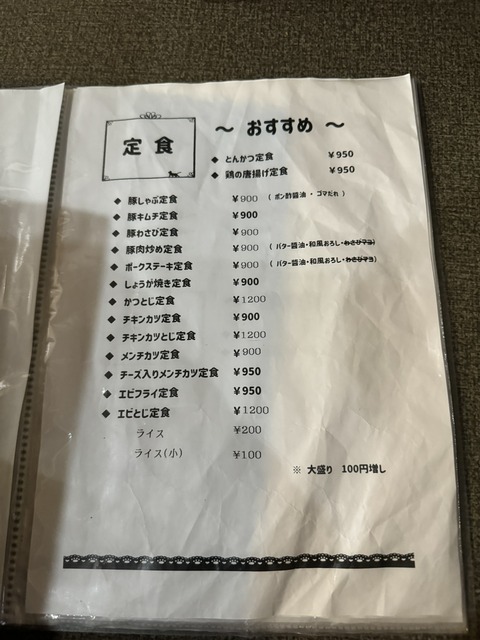 定食
〜 おすすめ 〜
◆ とんかつ定食 ¥950
◆ 鶏の唐揚げ定食 ¥950
◆ 豚しゃぶ定食 ¥900 (ポン酢醤油・ゴマだれ)
◆ 豚キムチ定食 ¥900
◆ 豚わさび定食 ¥900
◆ 豚肉炒め定食 ¥900 (バター醤油・和風おろし・わさびマヨ)
◆ ポークステーキ定食 ¥900 (バター醤油・和風おろし・わさびマヨ)
◆ しょうが焼き定食 ¥900
◆ かつとじ定食 ¥1200
◆ チキンカツ定食 ¥900
◆ チキンカツとじ定食 ¥1200
◆ メンチカツ定食 ¥900
◆ チーズ入りメンチカツ定食 ¥950
◆ エビフライ定食 ¥950
◆ エビとじ定食 ¥1200
ライス ¥200
ライス(小) ¥100
※ 大盛り 100円増し